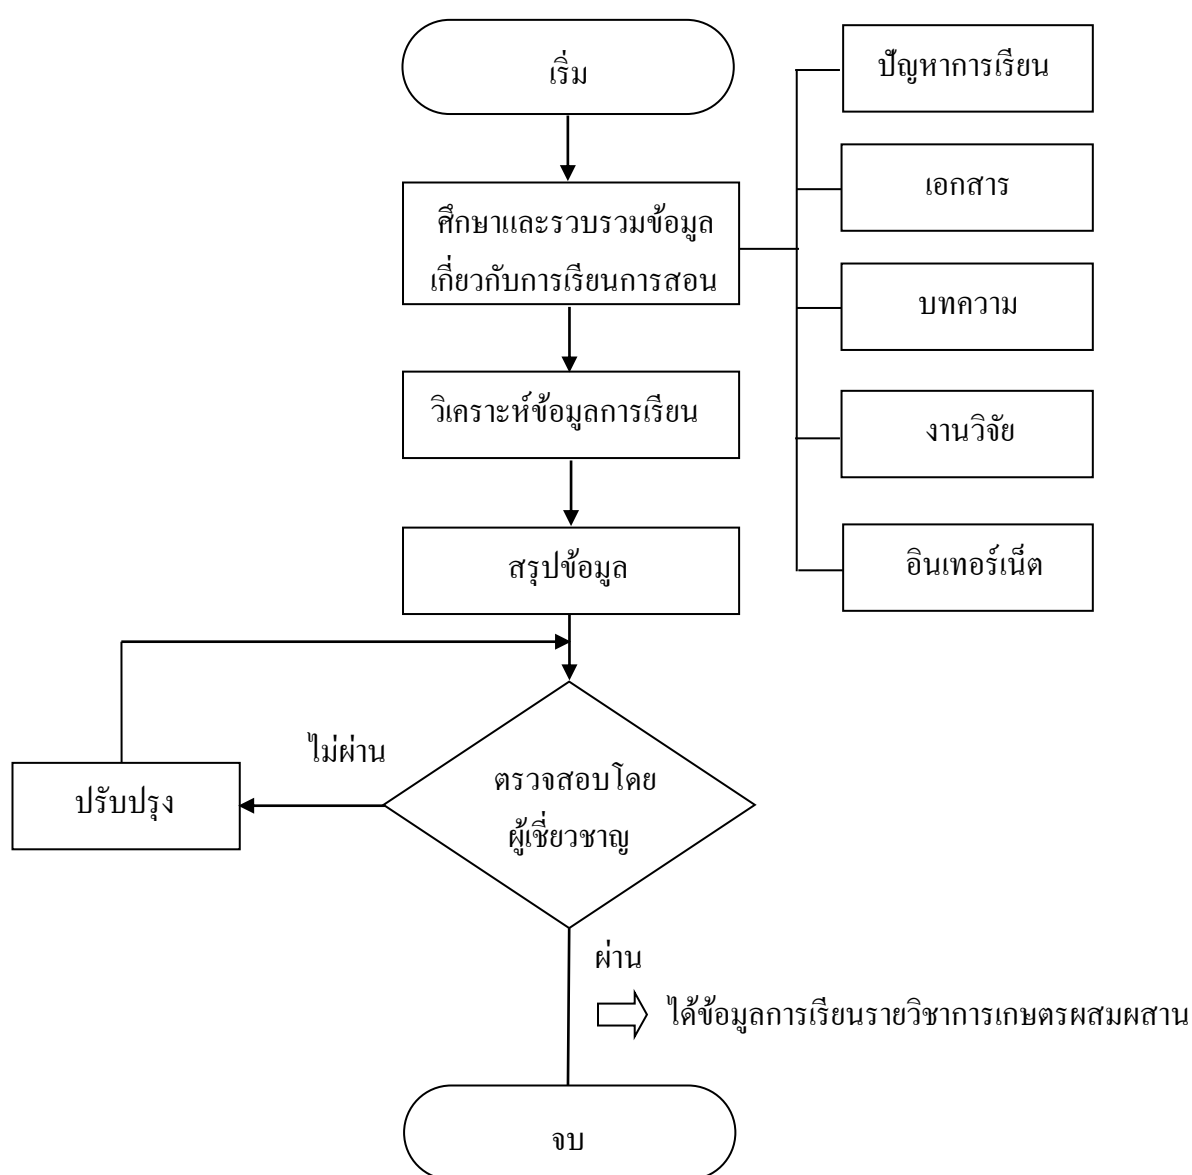 เริ่ม
ศึกษาและรวบรวมข้อมูล
เกี่ยวกับการเรียนการสอน
ปัญหาการเรียน
เอกสาร
บทความ
งานวิจัย
อินเทอร์เน็ต
วิเคราะห์ข้อมูลการเรียน
สรุปข้อมูล
ตรวจสอบโดย
ผู้เชี่ยวชาญ
ไม่ผ่าน
ปรับปรุง
ผ่าน
ได้ข้อมูลการเรียนรายวิชาการเกษตรผสมผสาน
จบ